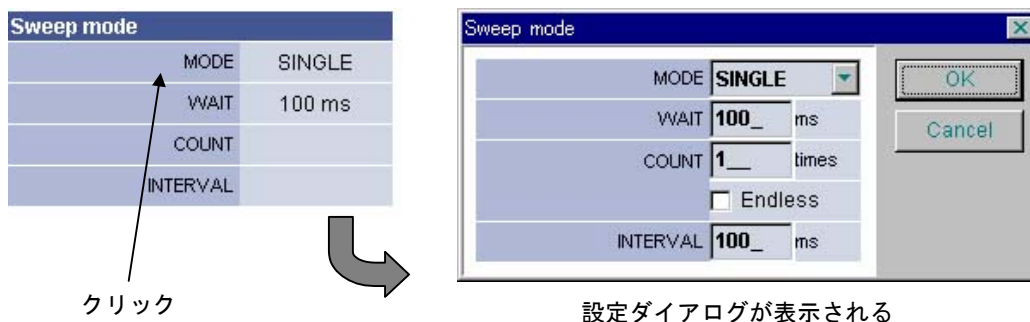 Sweep mode
MODE SINGLE
WAIT 100 ms
COUNT
INTERVAL
クリック
Sweep mode
MODE SINGLE
WAIT 100_ ms
COUNT 1__ times
Endless
INTERVAL 100_ ms
OK
Cancel
設定ダイアログが表示される